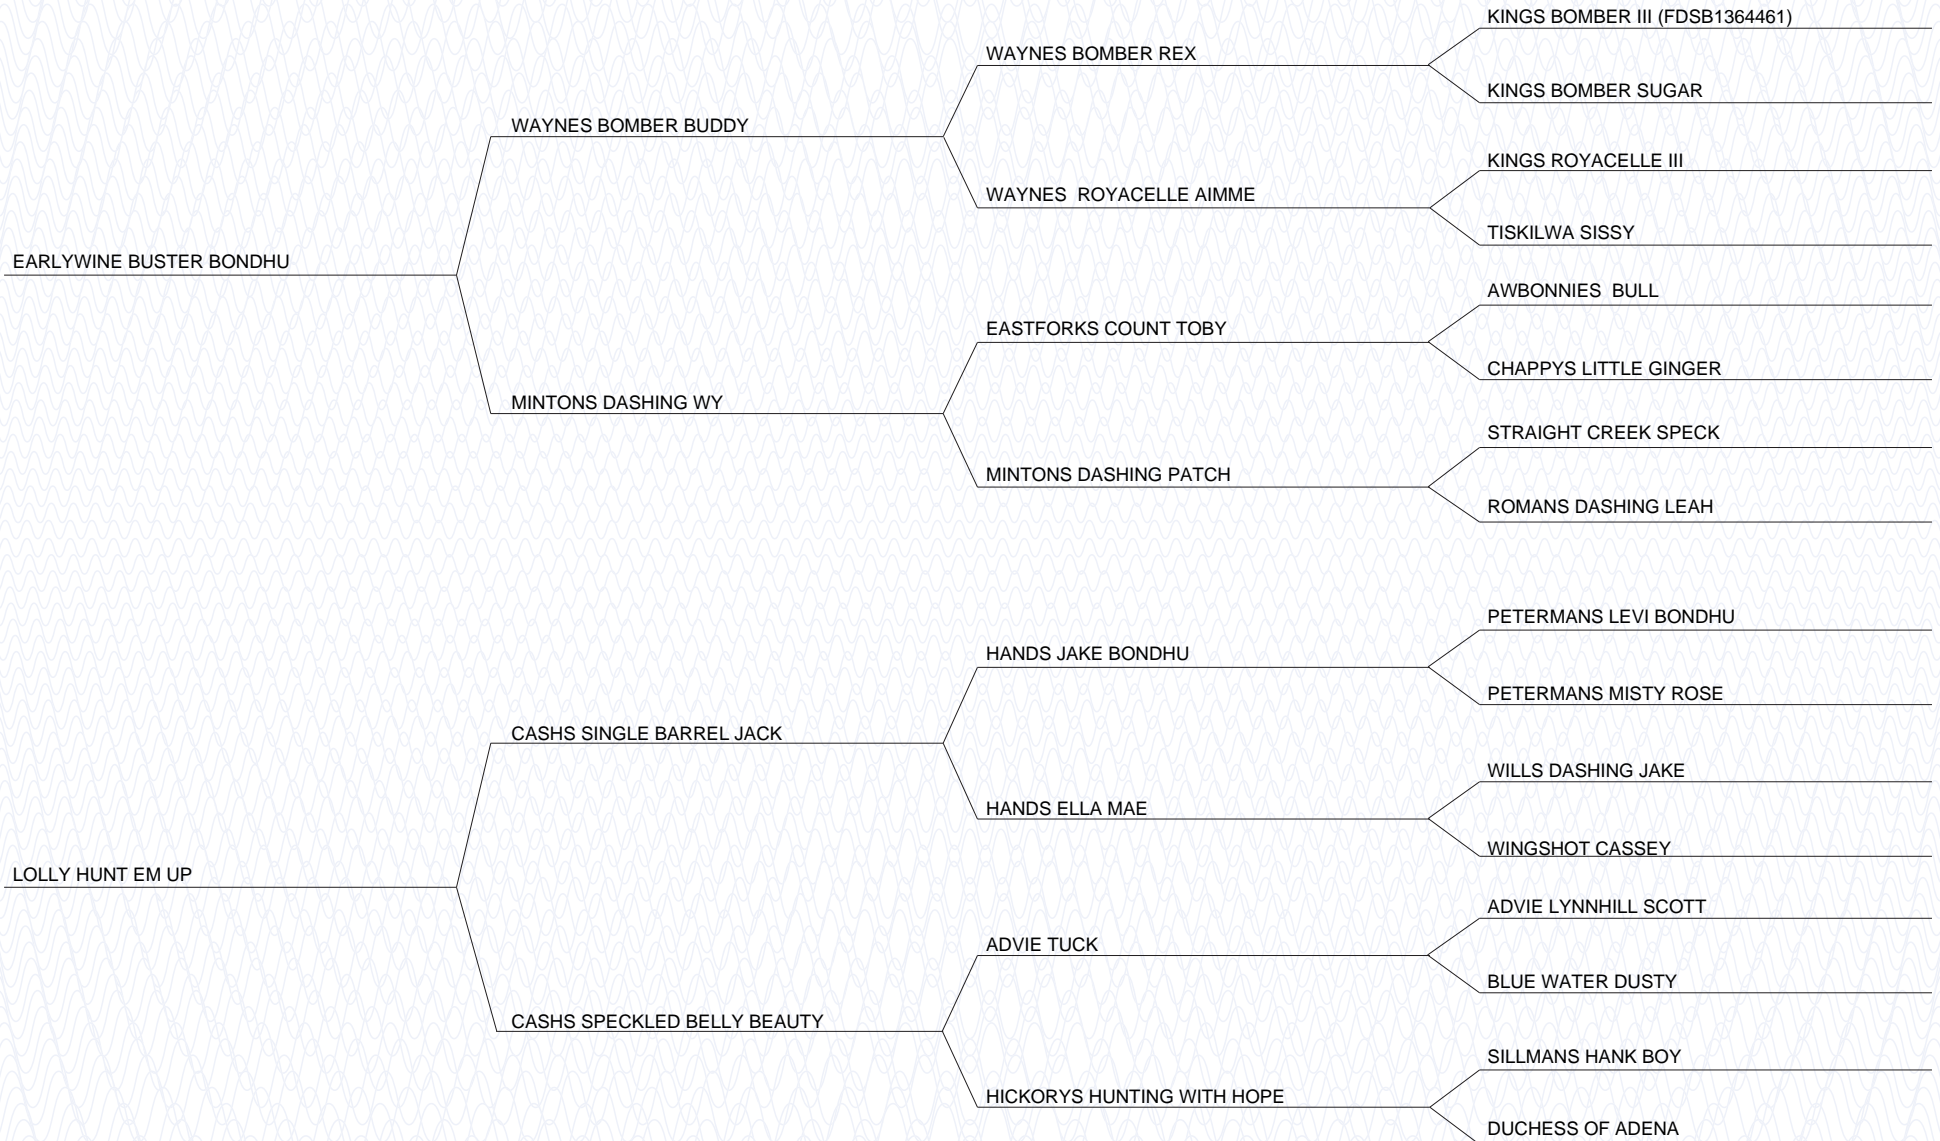 KINGS BOMBER III (FDSB1364461)
WAYNES BOMBER REX
KINGS BOMBER SUGAR
WAYNES BOMBER BUDDY
KINGS ROYACELLE III
WAYNES  ROYACELLE AIMME
TISKILWA SISSY
EARLYWINE BUSTER BONDHU
AWBONNIES  BULL
EASTFORKS COUNT TOBY
CHAPPYS LITTLE GINGER
MINTONS DASHING WY
STRAIGHT CREEK SPECK
MINTONS DASHING PATCH
ROMANS DASHING LEAH
PETERMANS LEVI BONDHU
HANDS JAKE BONDHU
PETERMANS MISTY ROSE
CASHS SINGLE BARREL JACK
WILLS DASHING JAKE
HANDS ELLA MAE
WINGSHOT CASSEY
LOLLY HUNT EM UP
ADVIE LYNNHILL SCOTT
ADVIE TUCK
BLUE WATER DUSTY
CASHS SPECKLED BELLY BEAUTY
SILLMANS HANK BOY
HICKORYS HUNTING WITH HOPE
DUCHESS OF ADENA